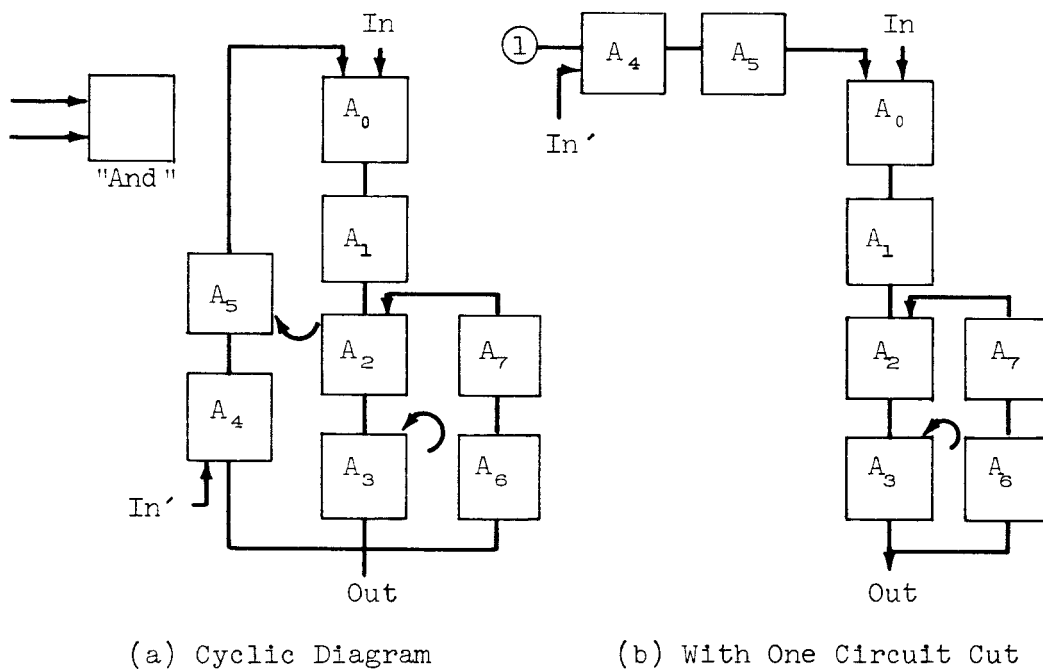 "And"
In
A0
A1
A5
A2
A7
A4
A3
A6
In′
Out
(a) Cyclic Diagram
1
A4
A5
In
In′
A0
A1
A2
A7
A3
A6
Out
(b) With One Circuit Cut